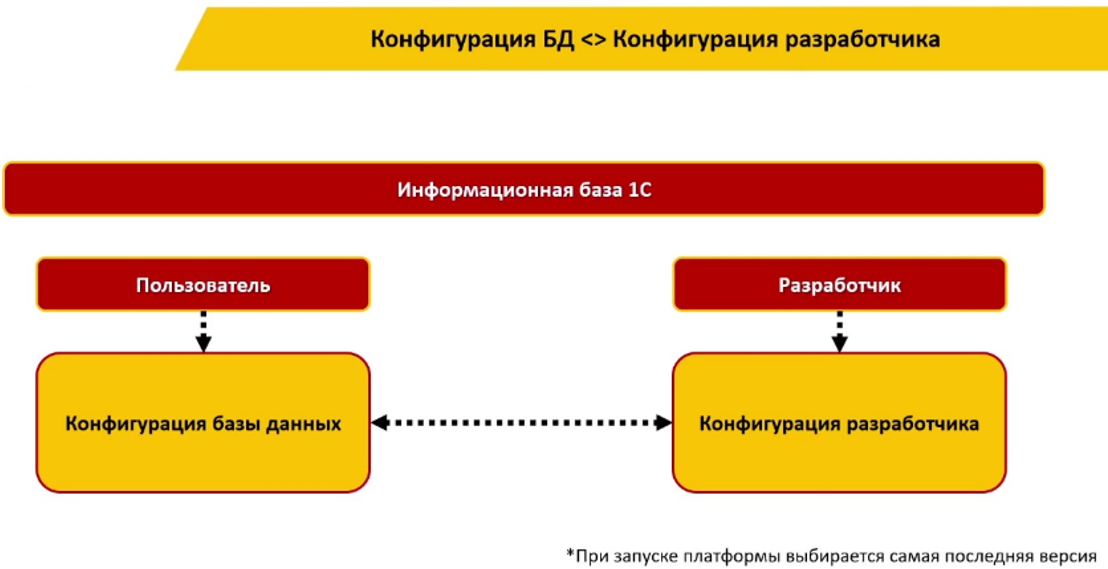 Конфигурация БД <> Конфигурация разработчика
Информационная база 1С
Пользователь
Разработчик
Конфигурация базы данных
Конфигурация разработчика
*При запуске платформы выбирается самая последняя версия